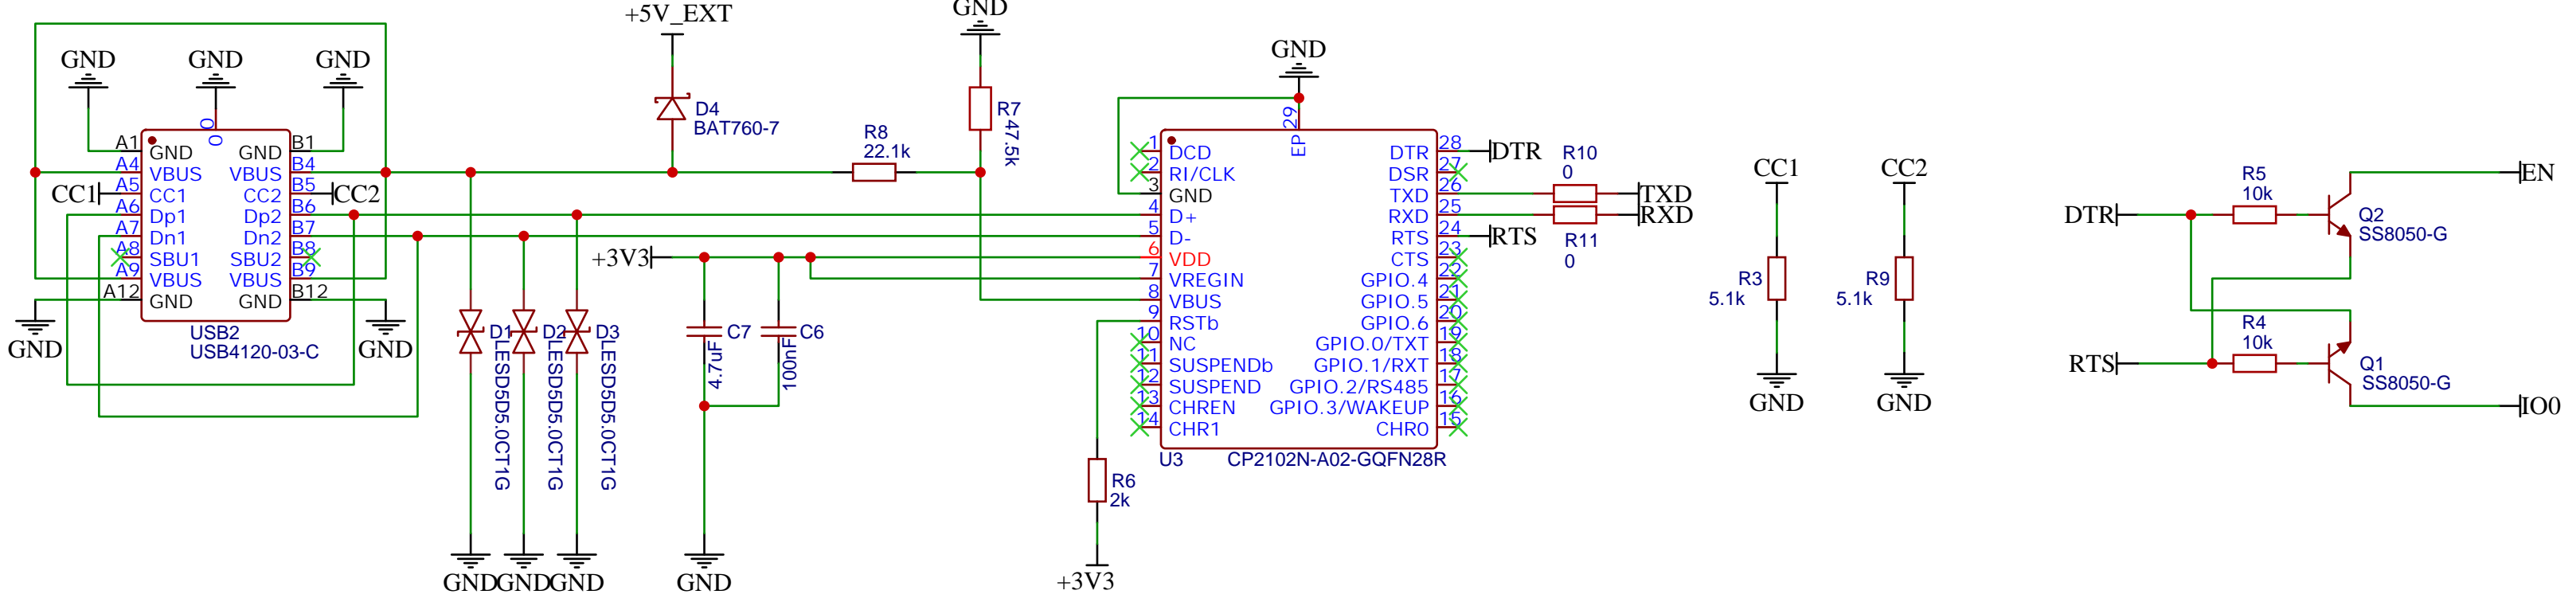 +5V_EXT
GND
GND
GND
GND
GND
D4
BAT760-7
R7
47.5k
R8
22.1k
0
0
A1
GND
GND
B1
A4
VBUS
VBUS
B4
CC1
A5
CC1
CC2
B5
CC2
A6
Dp1
Dp2
B6
A7
Dn1
Dn2
B7
A8
SBU1
SBU2
B8
A9
VBUS
VBUS
B9
A12
GND
GND
B12
USB2
USB4120-03-C
GND
GND
D1
LESD5D5.0CT1G
D2
LESD5D5.0CT1G
D3
LESD5D5.0CT1G
GND
GND
GND
+3V3
C7
4.7uF
C6
100nF
GND
29
EP
1
DCD
DTR
28
DTR
2
RI/CLK
DSR
27
3
GND
TXD
26
4
D+
RXD
25
5
D-
RTS
24
RTS
6
VDD
CTS
23
7
VREGIN
GPIO.4
22
8
VBUS
GPIO.5
21
9
RSTb
GPIO.6
20
10
NC
GPIO.0/TXT
19
11
SUSPENDb
GPIO.1/RXT
18
12
SUSPEND
GPIO.2/RS485
17
13
CHREN
GPIO.3/WAKEUP
16
14
CHR1
CHR0
15
U3
CP2102N-A02-GQFN28R
R6
2k
+3V3
R10
0
TXD
RXD
R11
0
CC1
R3
5.1k
GND
CC2
R9
5.1k
GND
DTR
R5
10k
Q2
SS8050-G
EN
RTS
R4
10k
Q1
SS8050-G
IO0